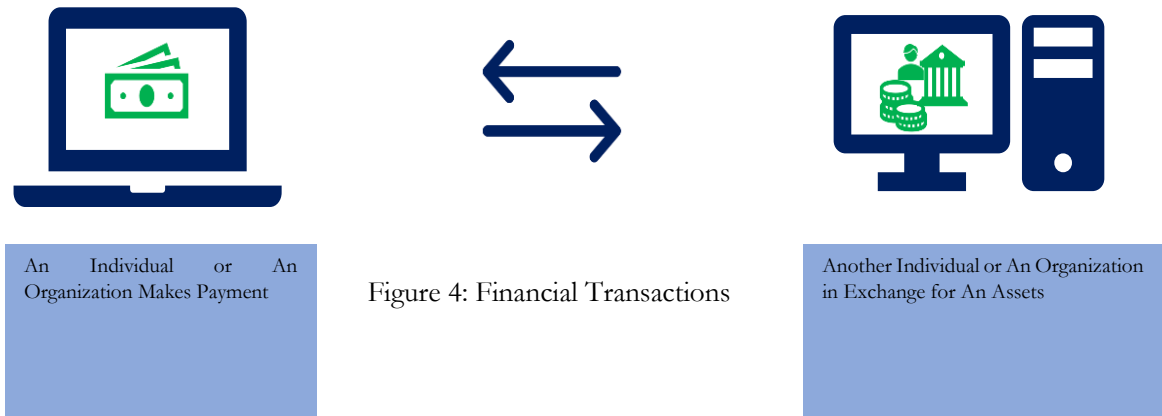 An Individual or An
Organization Makes Payment
Figure 4: Financial Transactions
Another Individual or An Organization
in Exchange for An Assets